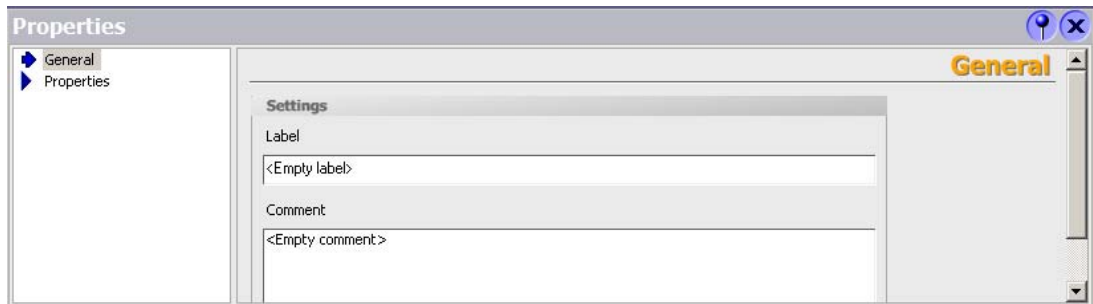 Properties
General
Properties
General
Settings
Label
<Empty label>
Comment
<Empty comment>